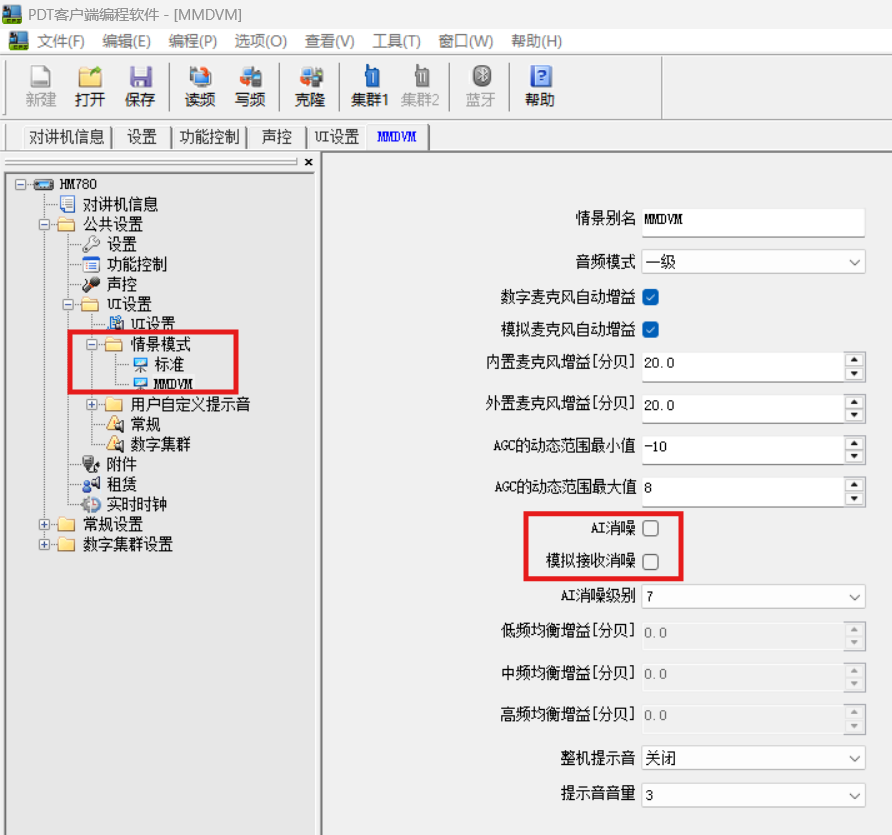 PDT客户端编程软件 - [MMDVM]
文件(F) 编辑(E) 编程(P) 选项(O) 查看(V) 工具(T) 窗口(W) 帮助(H)
新建 打开 保存 读频 写频 克隆 集群1 集群2 蓝牙 帮助
对讲机信息 设置 功能控制 声控 UI设置 MMDVM
HM780
对讲机信息
公共设置
设置
功能控制
声控
UI设置
UI设置
情景模式
标准
MMDVM
用户自定义提示音
常规
数字集群
附件
租赁
实时时钟
常规设置
数字集群设置
情景别名 MMDVM
音频模式 一级
数字麦克风自动增益
模拟麦克风自动增益
内置麦克风增益[分贝] 20.0
外置麦克风增益[分贝] 20.0
AGC的动态范围最小值 -10
AGC的动态范围最大值 8
AI消噪
模拟接收消噪
AI消噪级别 7
低频均衡增益[分贝] 0.0
中频均衡增益[分贝] 0.0
高频均衡增益[分贝] 0.0
整机提示音 关闭
提示音音量 3